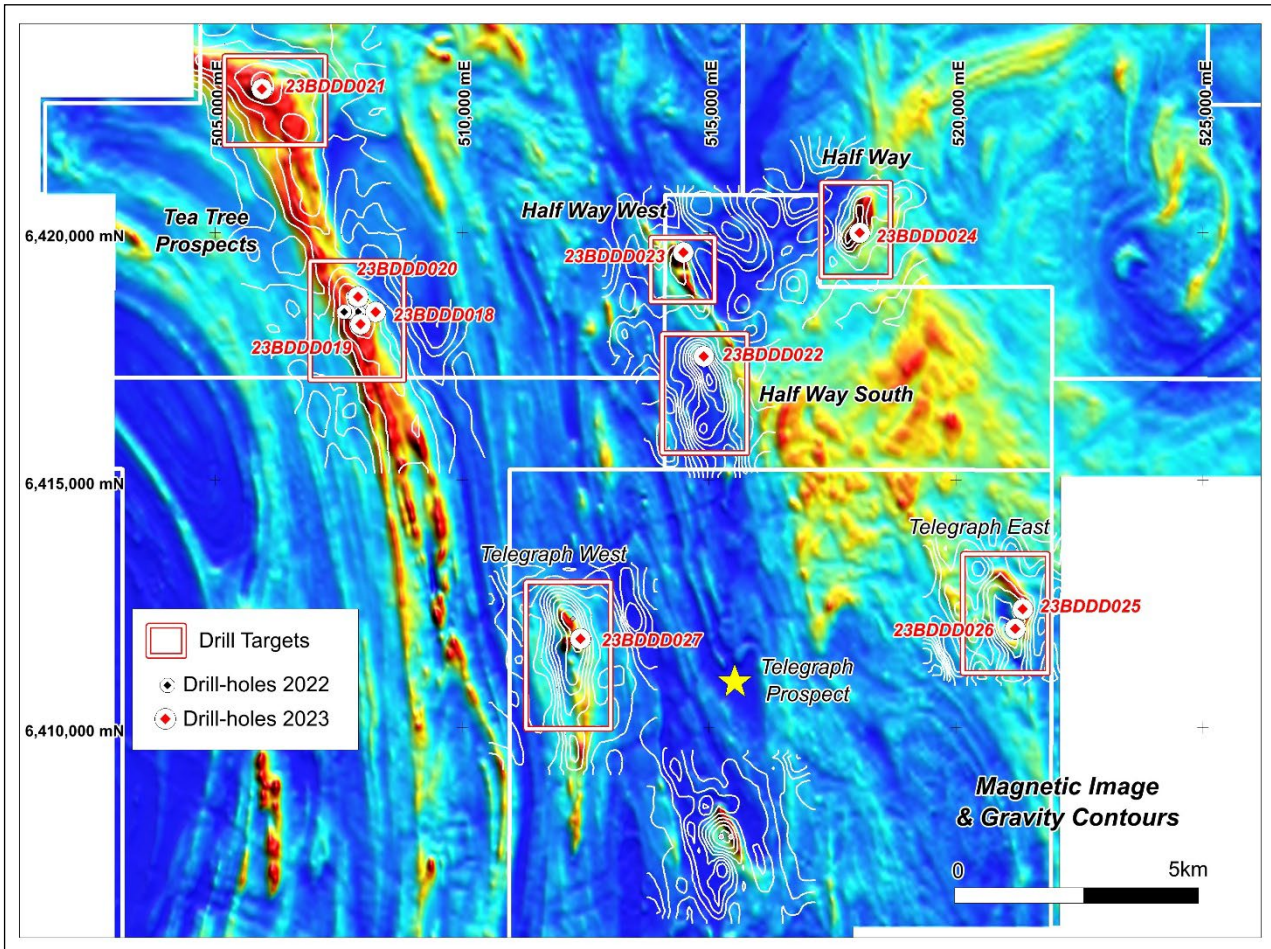 505,000 mE
510,000 mE
515,000 mE
520,000 mE
525,000 mE
23BDDD021
Half Way
Tea Tree
Prospects
Half Way West
6,420,000 mN
23BDDD023
23BDDD024
23BDDD020
23BDDD018
23BDDD019
23BDDD022
Half Way South
6,415,000 mN
Telegraph West
Telegraph East
23BDDD025
23BDDD026
23BDDD027
Telegraph
Prospect
Drill Targets
Drill-holes 2022
Drill-holes 2023
6,410,000 mN
Magnetic Image
& Gravity Contours
0
5km